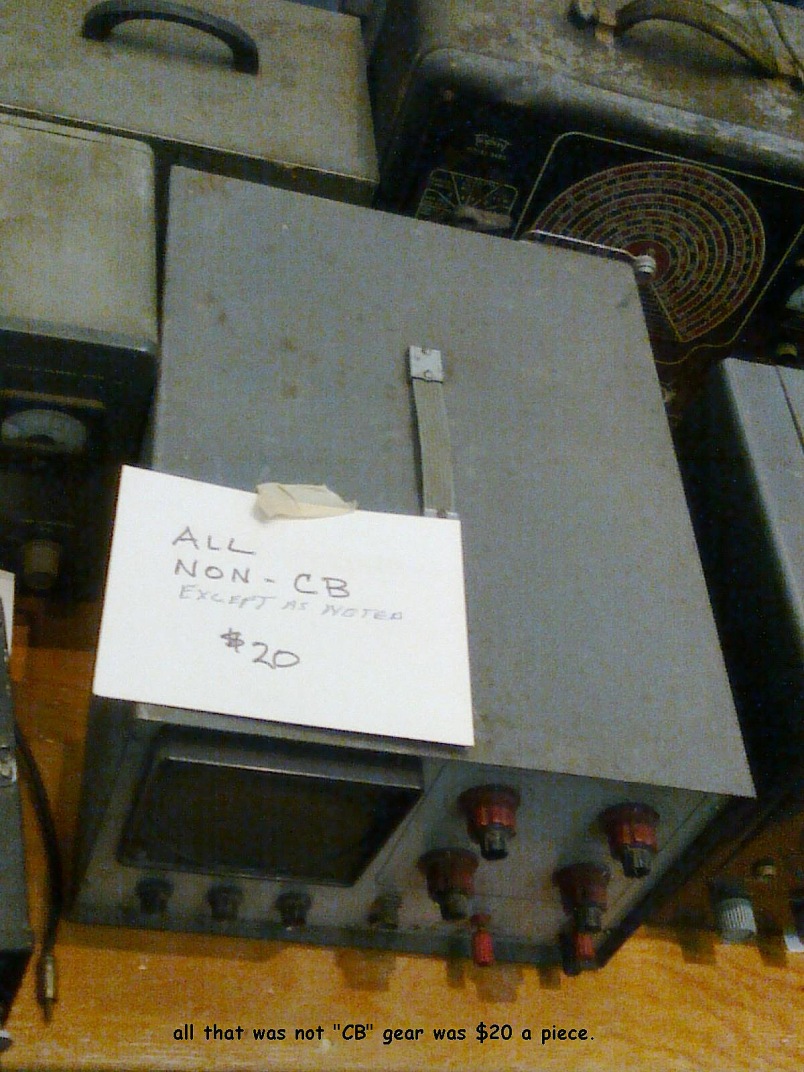 ALL
NON - CB
EXCEPT AS NOTED
$20
all that was not "CB" gear was $20 a piece.